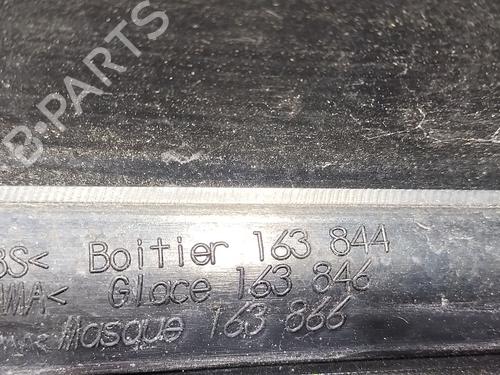 B-PARTS
BS< Boitier 163 844
MA< Glace 163 846
Masque 163 866